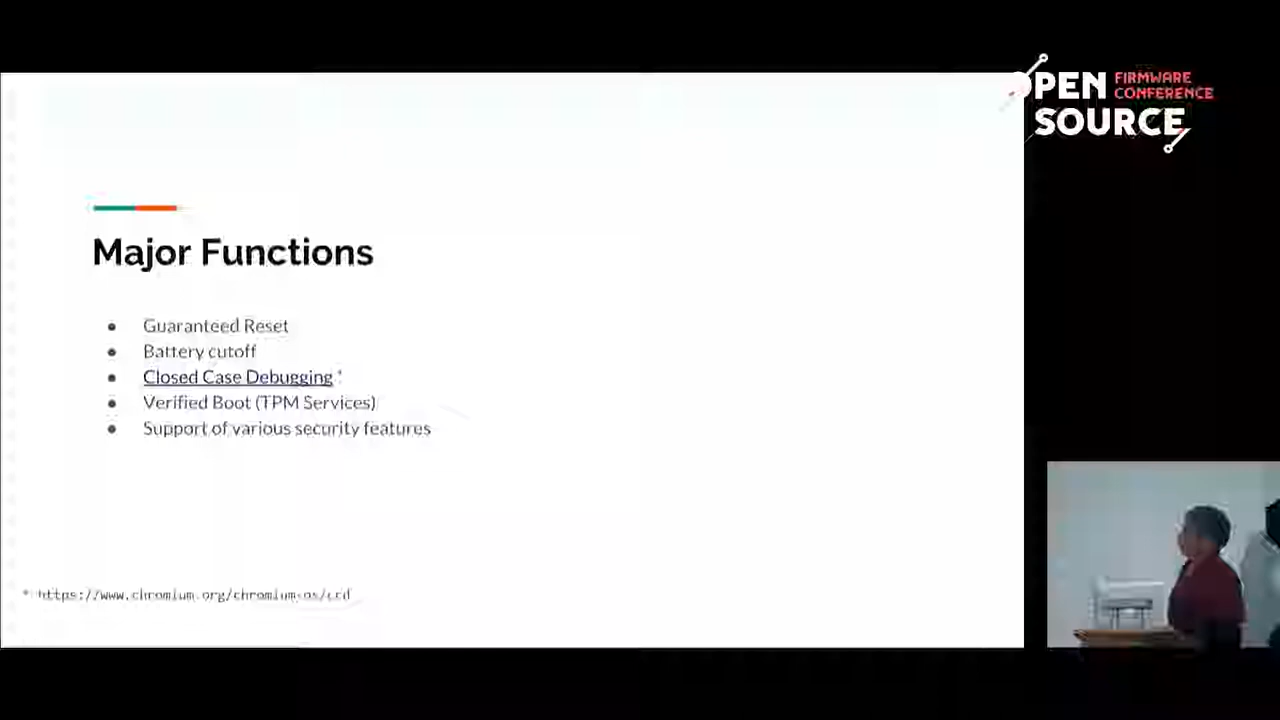 OPEN FIRMWARE
CONFERENCE
SOURCE
Major Functions
● Guaranteed Reset
● Battery cutoff
● Closed Case Debugging *
● Verified Boot (TPM Services)
● Support of various security features
* https://www.chromium.org/chromium-os/ccd